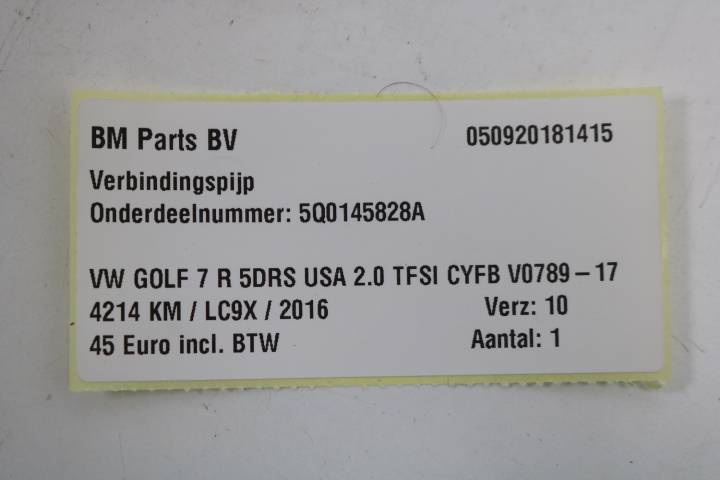 BM Parts BV 050920181415
Verbindingspijp
Onderdeelnummer: 5Q0145828A
VW GOLF 7 R 5DRS USA 2.0 TFSI CYFB V0789-17
4214 KM / LC9X / 2016 Verz: 10
45 Euro incl. BTW Aantal: 1